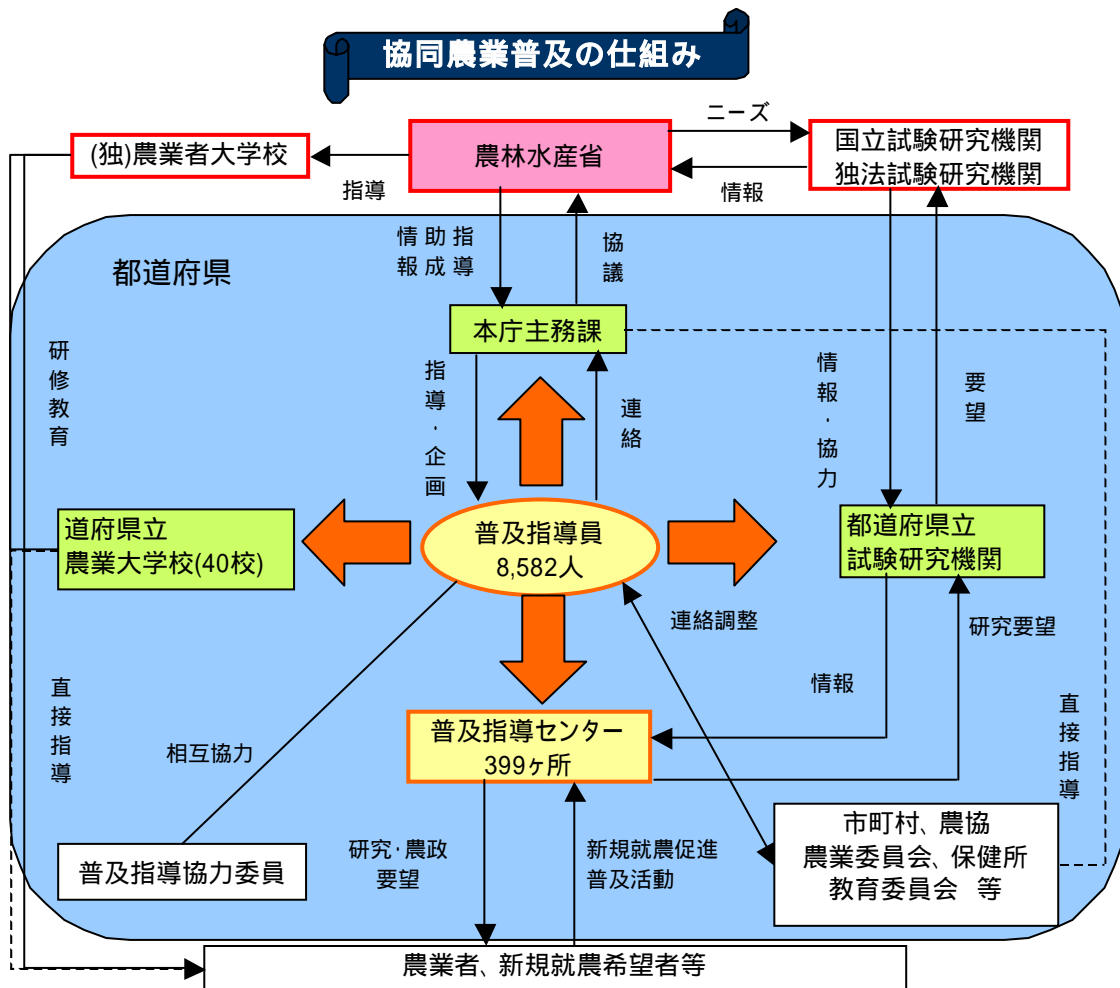 協同農業普及の仕組み
ニーズ
(独)農業者大学校
農林水産省
国立試験研究機関
独法試験研究機関
指導
情報
都道府県
情報
助成
指導
協議
本庁主務課
研修教育
指導・企画
連絡
情報・協力
要望
道府県立
農業大学校(40校)
普及指導員
8,582人
都道府県立
試験研究機関
連絡調整
研究要望
直接指導
情報
直接指導
相互協力
普及指導センター
399ヶ所
市町村、農協
農業委員会、保健所
教育委員会 等
普及指導協力委員
研究・農政
要望
新規就農促進
普及活動
農業者、新規就農希望者等